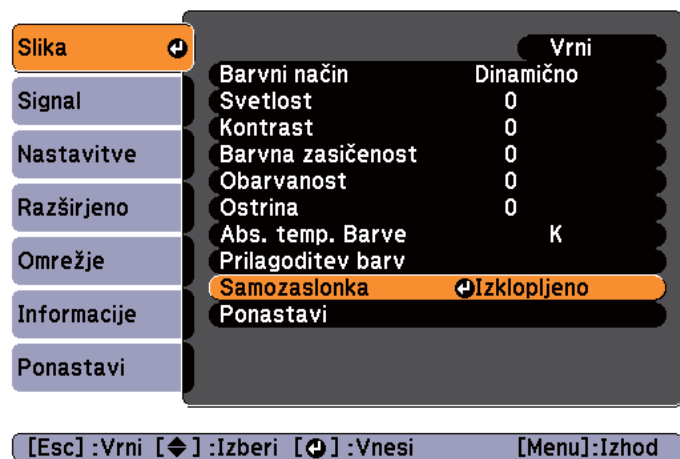 Slika
Signal
Nastavitve
Razširjeno
Omrežje
Informacije
Ponastavi
Vrni
Barvni način Dinamično
Svetlost 0
Kontrast 0
Barvna zasičenost 0
Obarvanost 0
Ostrina 0
Abs. temp. Barve K
Prilagoditev barv
Samozaslonka Izklopljeno
Ponastavi
[Esc] :Vrni [◆] :Izberi [⏎] :Vnesi [Menu]:Izhod